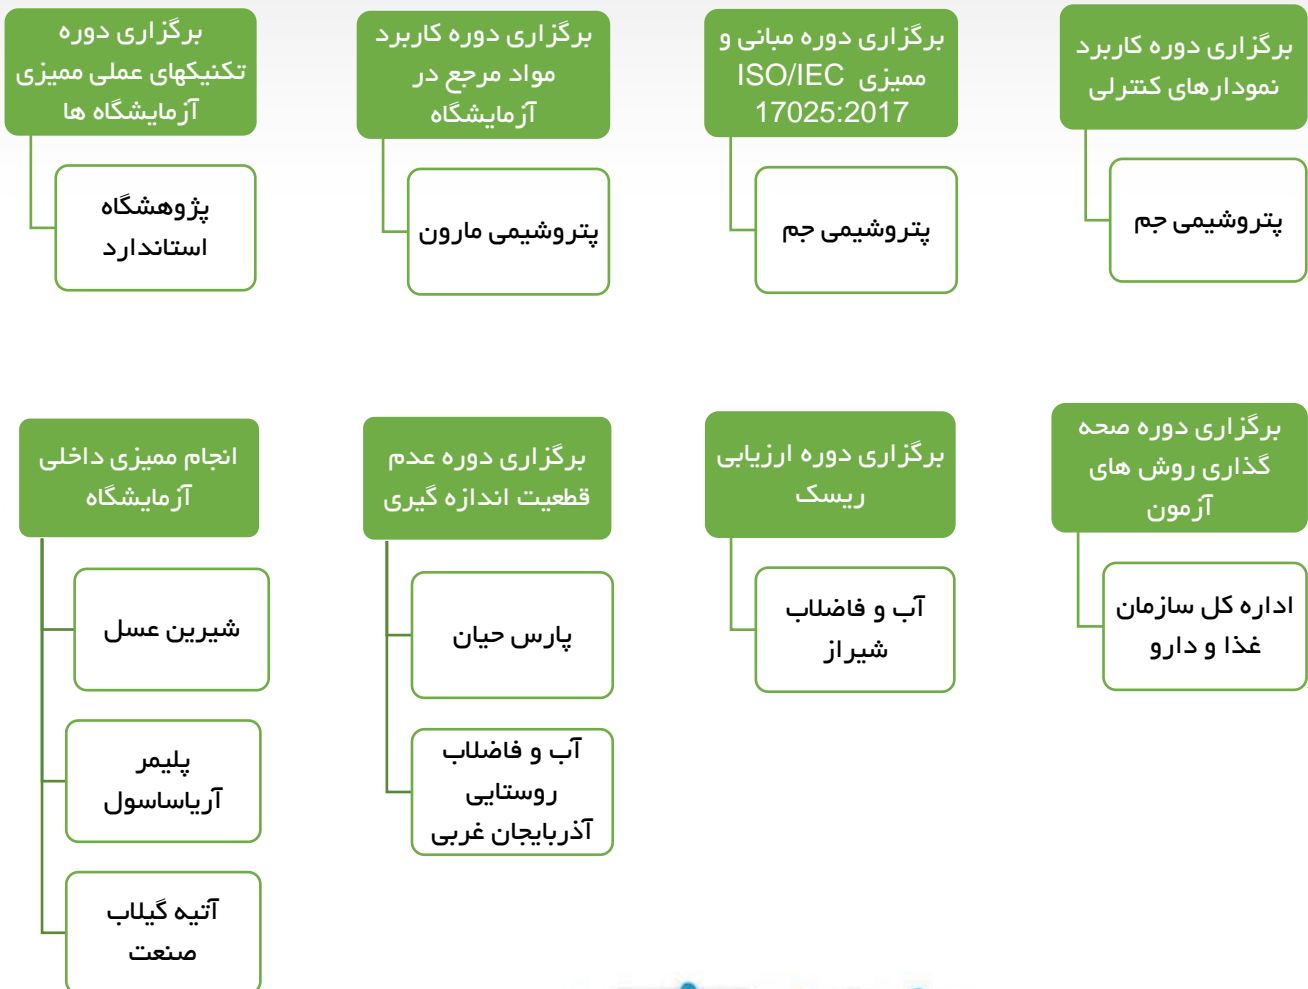 برگزاری دوره کاربرد
نمودارهای کنترلی
پتروشیمی جم
برگزاری دوره مبانی و
ممیزی ISO/IEC
17025:2017
پتروشیمی جم
برگزاری دوره کاربرد
مواد مرجع در
آزمایشگاه
پتروشیمی مارون
برگزاری دوره
تکنیکهای عملی ممیزی
آزمایشگاه ها
پژوهشگاه
استاندارد
برگزاری دوره صحه
گذاری روش های
آزمون
اداره کل سازمان
غذا و دارو
برگزاری دوره ارزیابی
ریسک
آب و فاضلاب
شیراز
برگزاری دوره عدم
قطعیت اندازه گیری
پارس حیان
آب و فاضلاب
روستایی
آذربایجان غربی
انجام ممیزی داخلی
آزمایشگاه
شیرین عسل
پلیمر
آریاساسول
آتیه گیلاب
صنعت